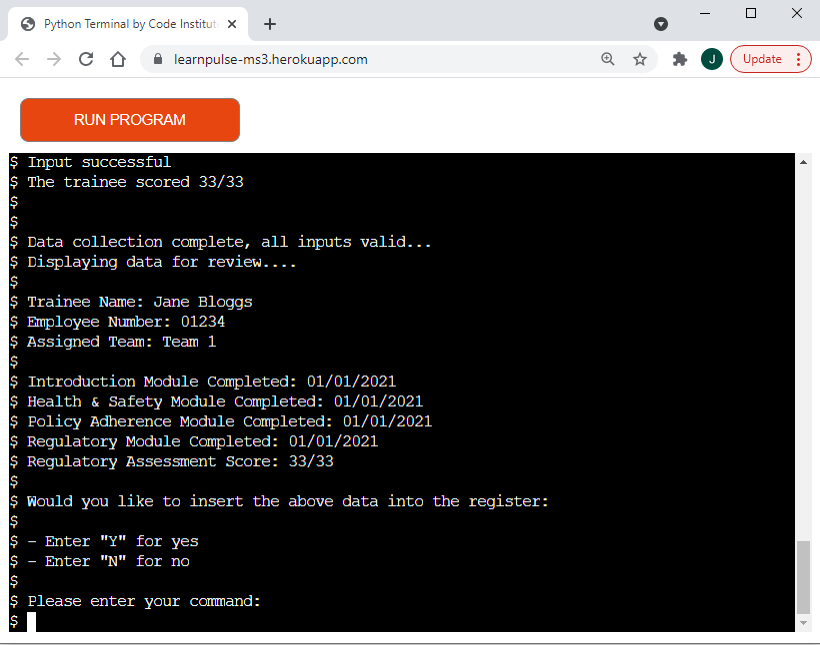 Python Terminal by Code Institut
learnpulse-ms3.herokuapp.com
J
Update
RUN PROGRAM
$ Input successful
$ The trainee scored 33/33
$
$
$ Data collection complete, all inputs valid...
$ Displaying data for review....
$
$ Trainee Name: Jane Bloggs
$ Employee Number: 01234
$ Assigned Team: Team 1
$
$ Introduction Module Completed: 01/01/2021
$ Health & Safety Module Completed: 01/01/2021
$ Policy Adherence Module Completed: 01/01/2021
$ Regulatory Module Completed: 01/01/2021
$ Regulatory Assessment Score: 33/33
$
$ Would you like to insert the above data into the register:
$
$ - Enter "Y" for yes
$ - Enter "N" for no
$
$ Please enter your command:
$